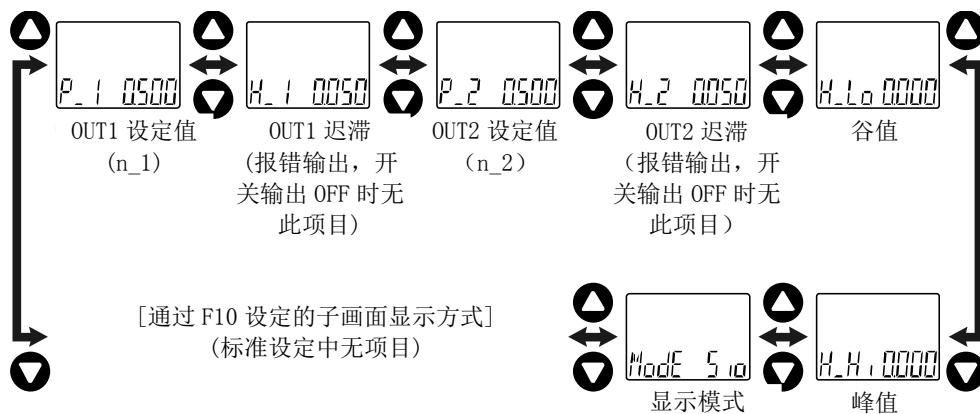 P_1 0.500
H_1 0.050
P_2 0.500
H_2 0.050
H_Lo 0.000
OUT1 设定值
(n_1)
OUT1 迟滞
(报错输出，开
关输出 OFF 时无
此项目)
OUT2 设定值
（n_2）
OUT2 迟滞
（报错输出，开
关输出 OFF 时无
此项目）
谷值
[通过 F10 设定的子画面显示方式]
(标准设定中无项目)
ModE Sio
H_Hi 0.000
显示模式
峰值